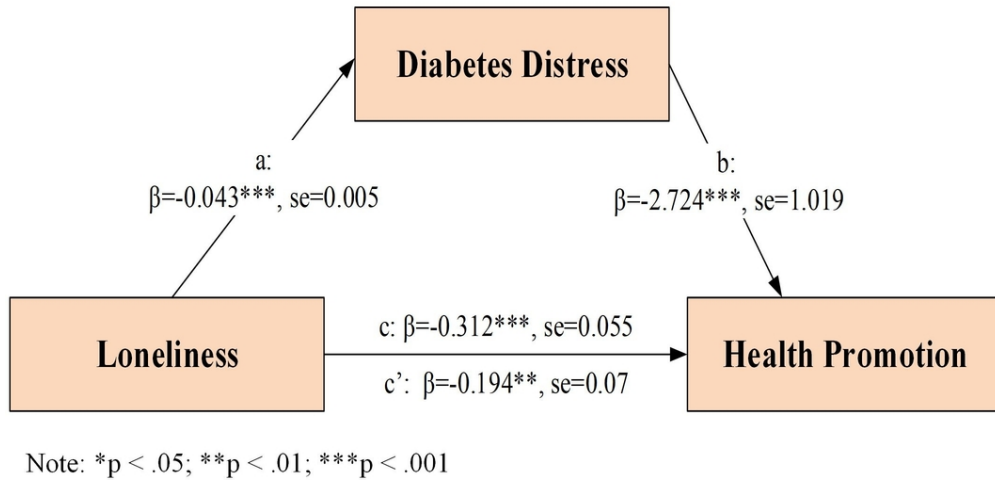 Diabetes Distress
a:
β=-0.043***, se=0.005
b:
β=-2.724***, se=1.019
Loneliness
c: β=-0.312***, se=0.055
c’: β=-0.194**, se=0.07
Health Promotion
Note: *p < .05; **p < .01; ***p < .001